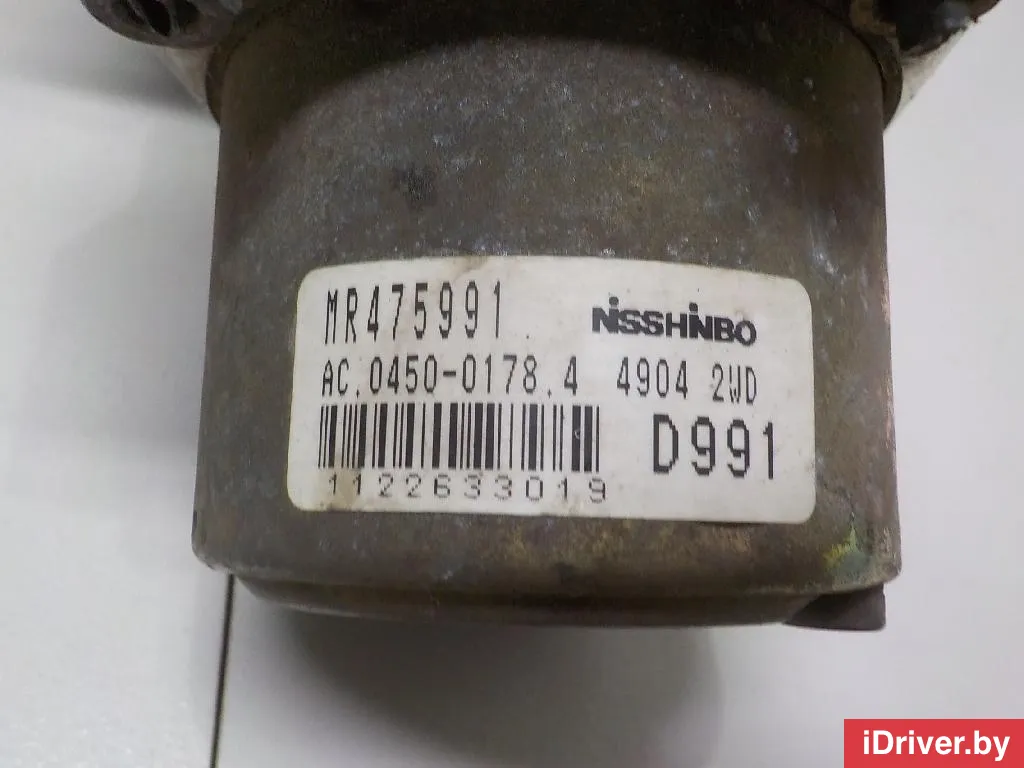 MR475991
NiSSHiNBO
AC.0450-0178.4 4904 2WD
D991
1122633019
iDriver.by